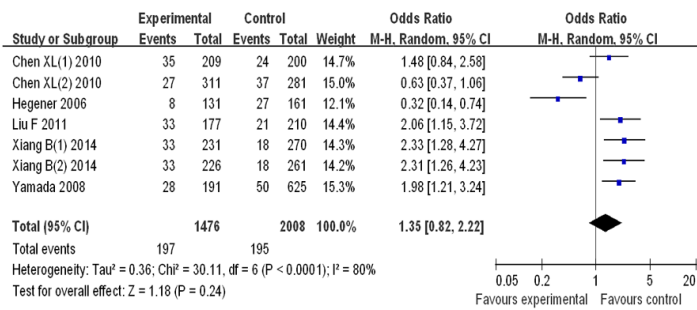 Experimental Control Odds Ratio Odds Ratio
Study or Subgroup Events Total Events Total Weight M-H, Random, 95% CI M-H, Random, 95% CI
Chen XL(1) 2010 35 209 24 200 14.7% 1.48 [0.84, 2.58]
Chen XL(2) 2010 27 311 37 281 15.0% 0.63 [0.37, 1.06]
Hegener 2006 8 131 27 161 12.1% 0.32 [0.14, 0.74]
Liu F 2011 33 177 21 210 14.4% 2.06 [1.15, 3.72]
Xiang B(1) 2014 33 231 18 270 14.2% 2.33 [1.28, 4.27]
Xiang B(2) 2014 33 226 18 261 14.2% 2.31 [1.26, 4.23]
Yamada 2008 28 191 50 625 15.3% 1.98 [1.21, 3.24]
Total (95% CI) 1476 2008 100.0% 1.35 [0.82, 2.22]
Total events 197 195
Heterogeneity: Tau² = 0.36; Chi² = 30.11, df = 6 (P < 0.0001); I² = 80%
Test for overall effect: Z = 1.18 (P = 0.24)
0.05 0.2 1 5 20
Favours experimental Favours control